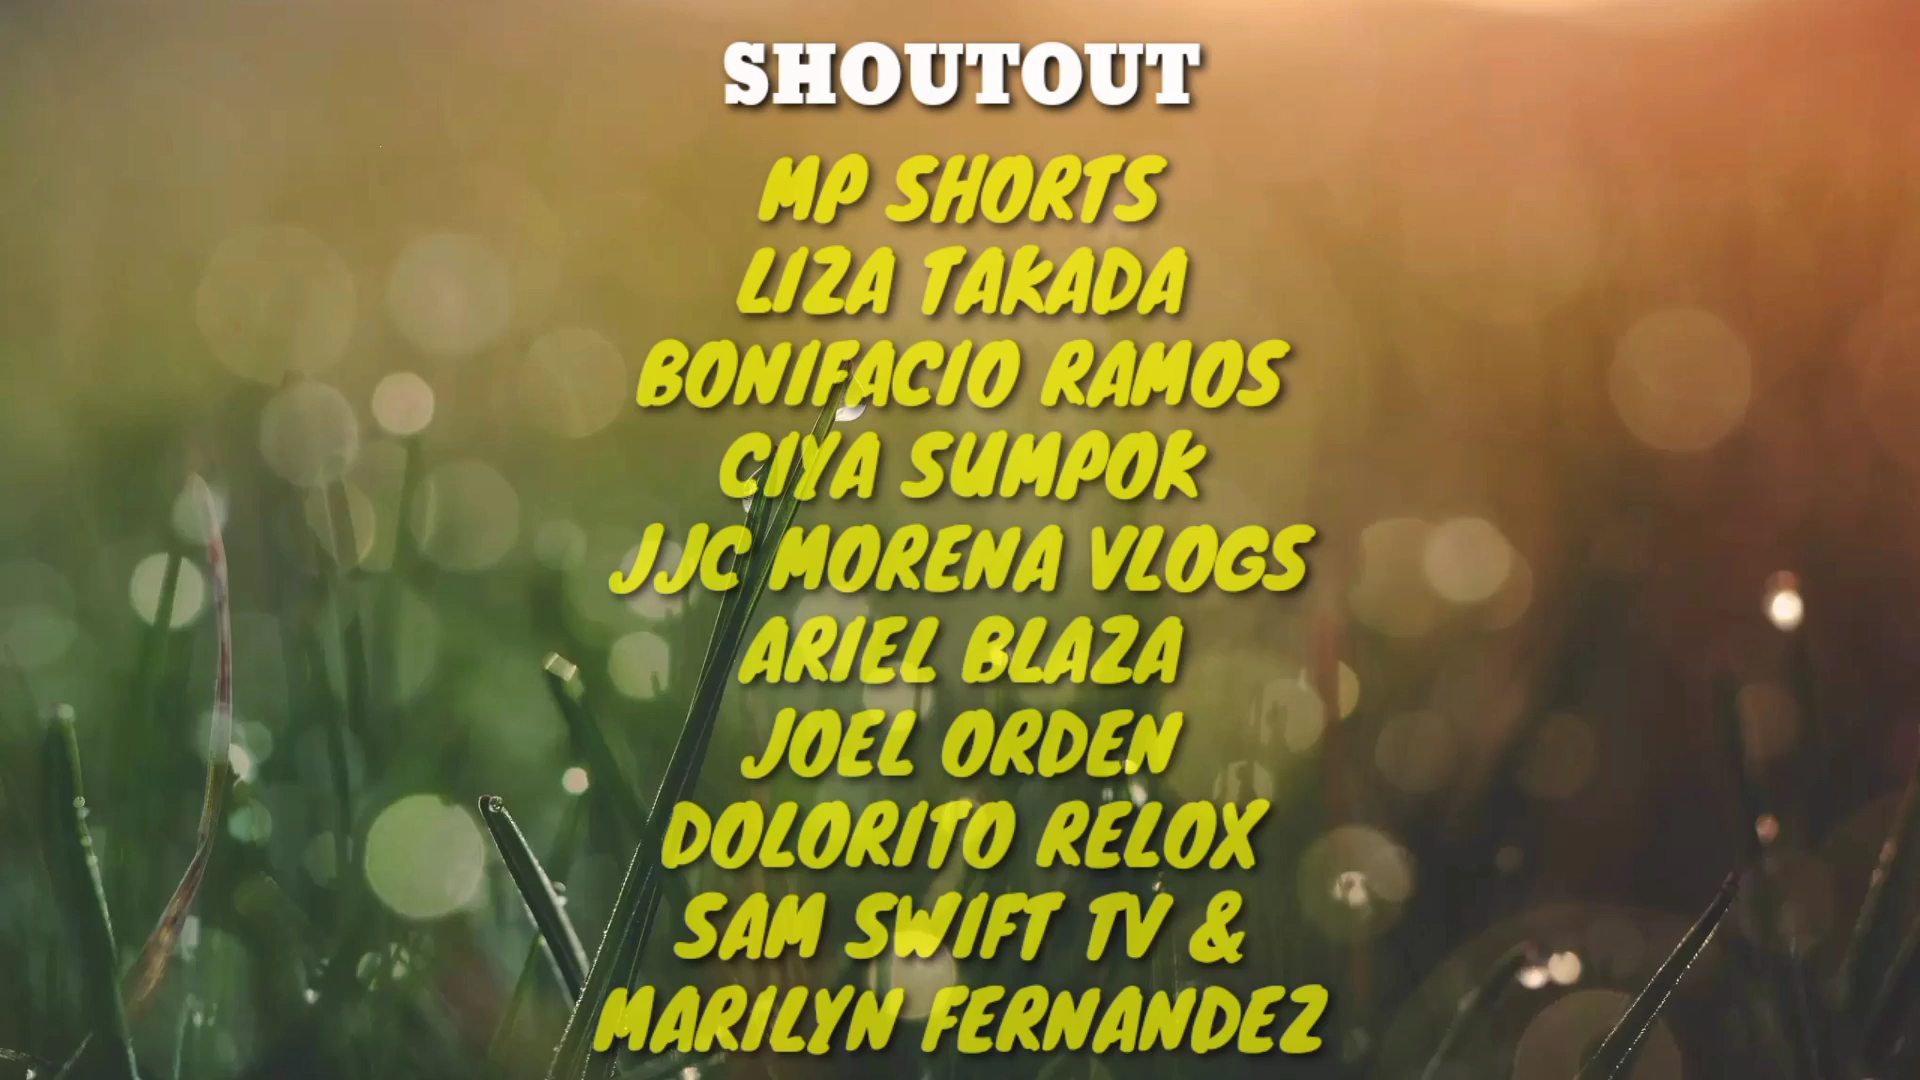 SHOUTOUT
MP SHORTS
LIZA TAKADA
BONIFACIO RAMOS
CIYA SUMPOK
JJC MORENA VLOGS
ARIEL BLAZA
JOEL ORDEN
DOLORITO RELOX
SAM SWIFT TV &
MARILYN FERNANDEZ